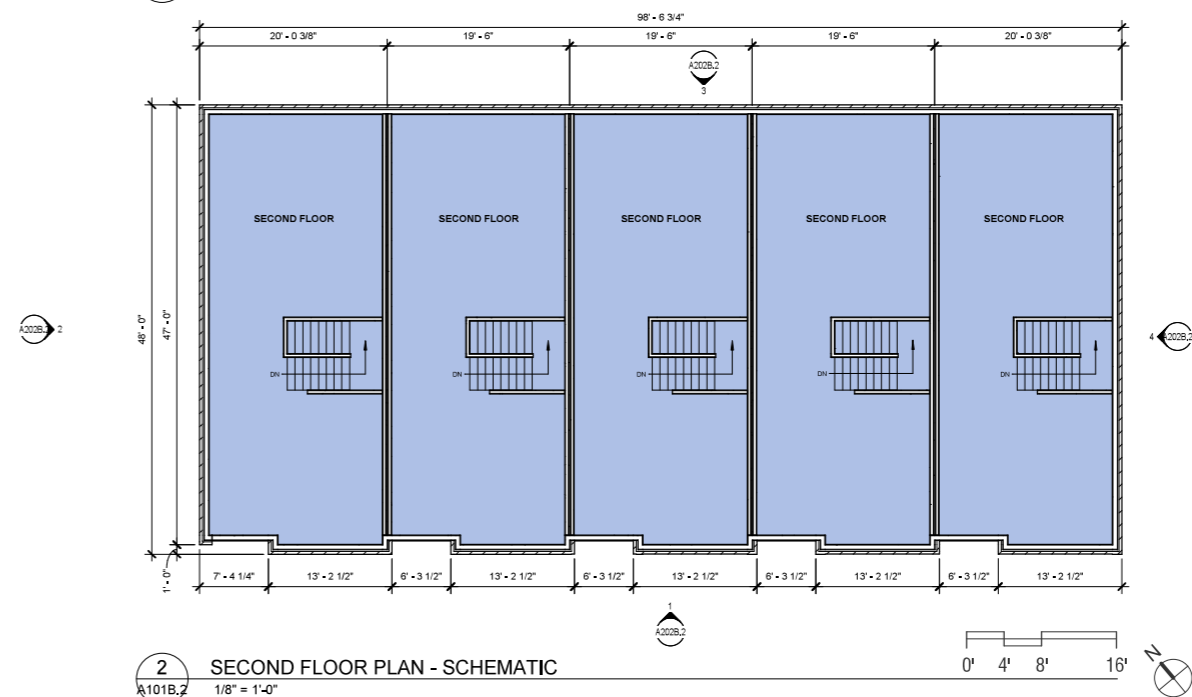 98' - 6 3/4"
20' - 0 3/8" 19' - 6" 19' - 6" 19' - 6" 20' - 0 3/8"
A202B.2
3
SECOND FLOOR SECOND FLOOR SECOND FLOOR SECOND FLOOR SECOND FLOOR
48' - 0"
47' - 0"
A202B.2 2
4 A202B.2
DN DN DN DN DN
1' - 0"
7' - 4 1/4" 13' - 2 1/2" 6' - 3 1/2" 13' - 2 1/2" 6' - 3 1/2" 13' - 2 1/2" 6' - 3 1/2" 13' - 2 1/2" 6' - 3 1/2" 13' - 2 1/2"
1
A202B.2
2 SECOND FLOOR PLAN - SCHEMATIC
A101B.2 1/8" = 1'-0"
0' 4' 8' 16'
N